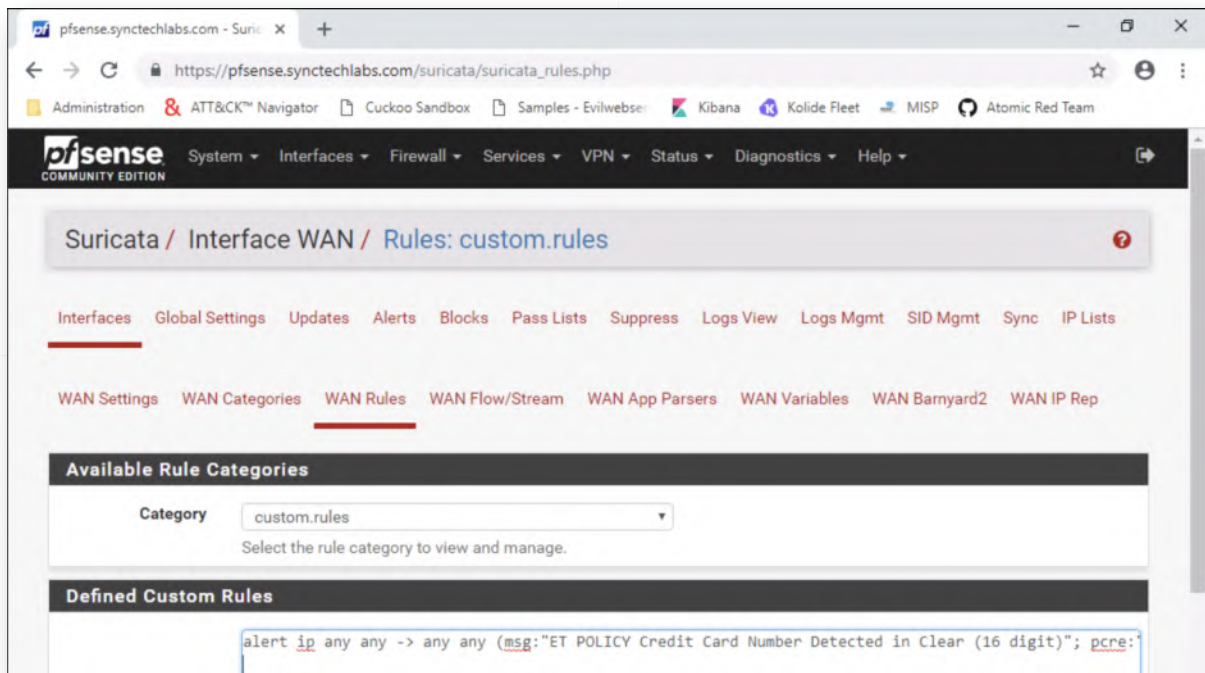 pfsense.synctechlabs.com - Suric
https://pfsense.synctechlabs.com/suricata/suricata_rules.php
Administration ATT&CK™ Navigator Cuckoo Sandbox Samples - Evilwebser Kibana Kolide Fleet MISP Atomic Red Team
pfsense System Interfaces Firewall Services VPN Status Diagnostics Help
COMMUNITY EDITION
Suricata / Interface WAN / Rules: custom.rules
Interfaces Global Settings Updates Alerts Blocks Pass Lists Suppress Logs View Logs Mgmt SID Mgmt Sync IP Lists
WAN Settings WAN Categories WAN Rules WAN Flow/Stream WAN App Parsers WAN Variables WAN Barnyard2 WAN IP Rep
Available Rule Categories
Category custom.rules
Select the rule category to view and manage.
Defined Custom Rules
alert ip any any -> any any (msg:"ET POLICY Credit Card Number Detected in Clear (16 digit)"; pcre:"